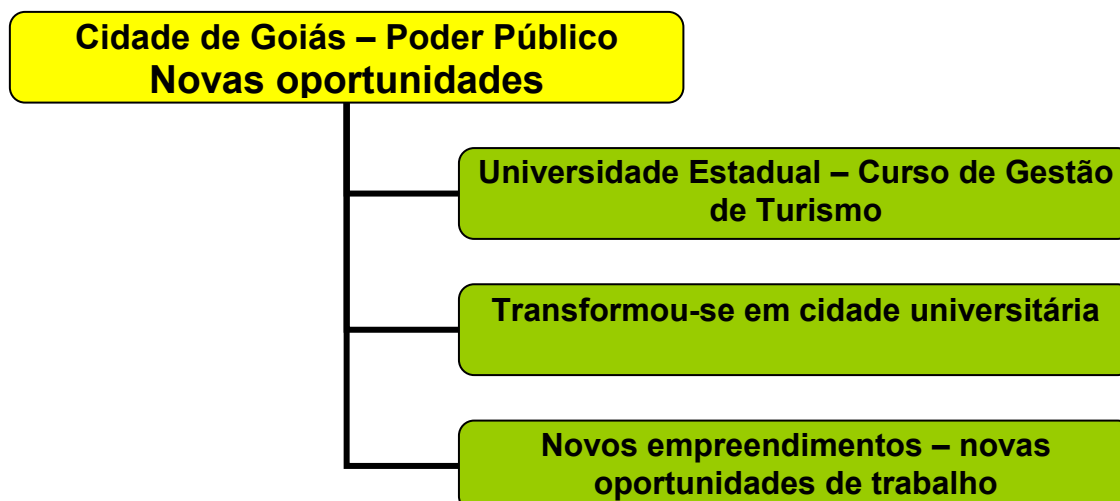 Cidade de Goiás – Poder Público
Novas oportunidades
Universidade Estadual – Curso de Gestão
de Turismo
Transformou-se em cidade universitária
Novos empreendimentos – novas
oportunidades de trabalho